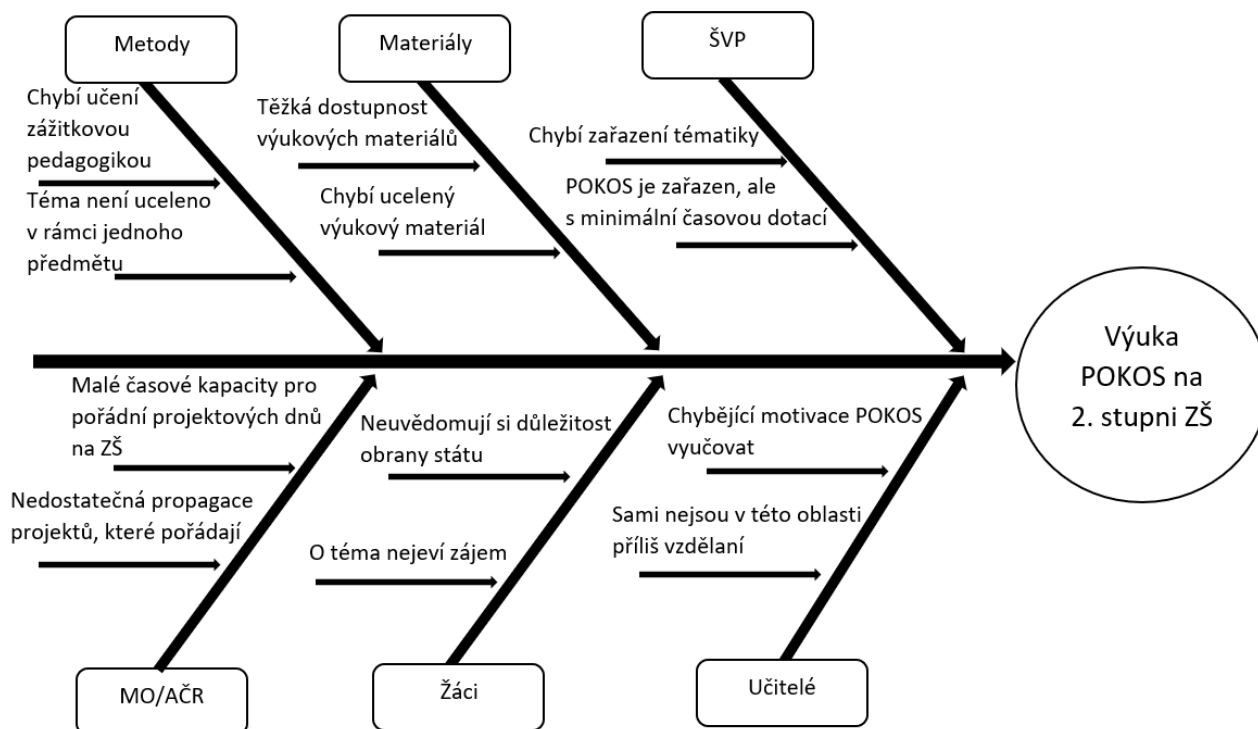 Metody
Materiály
ŠVP
Chybí učení
zážitkovou
pedagogikou
Téma není uceleno
v rámci jednoho
předmětu
Těžká dostupnost
výukových materiálů
Chybí ucelený
výukový materiál
Chybí zařazení tématiky
POKOS je zařazen, ale
s minimální časovou dotací
Výuka
POKOS na
2. stupni ZŠ
Malé časové kapacity pro
pořádní projektových dnů
na ZŠ
Nedostatečná propagace
projektů, které pořádají
Neuvědomují si důležitost
obrany státu
O téma nejeví zájem
Chybějící motivace POKOS
vyučovat
Sami nejsou v této oblasti
příliš vzdělaní
MO/AČR
Žáci
Učitelé